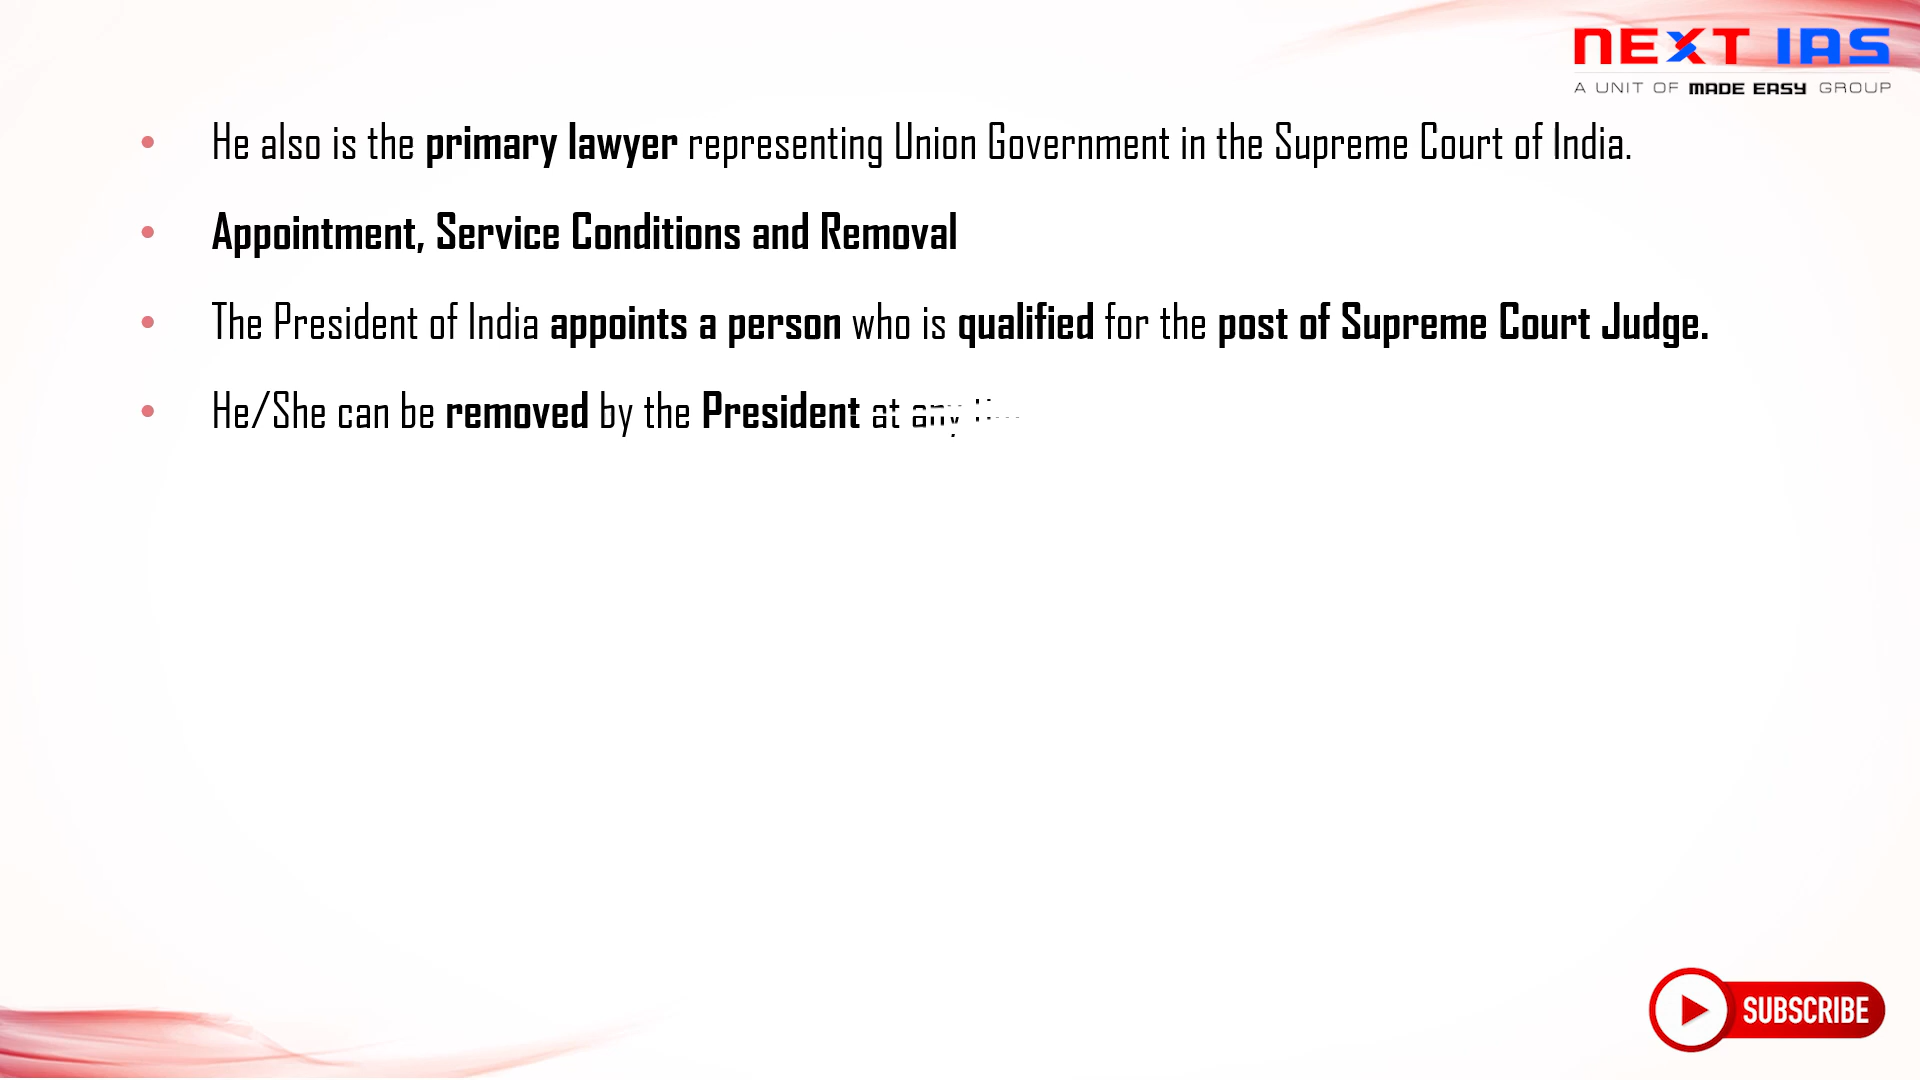 NEXT IAS
A UNIT OF MADE EASY GROUP
• He also is the primary lawyer representing Union Government in the Supreme Court of India.
• Appointment, Service Conditions and Removal
• The President of India appoints a person who is qualified for the post of Supreme Court Judge.
• He/She can be removed by the President at any
SUBSCRIBE